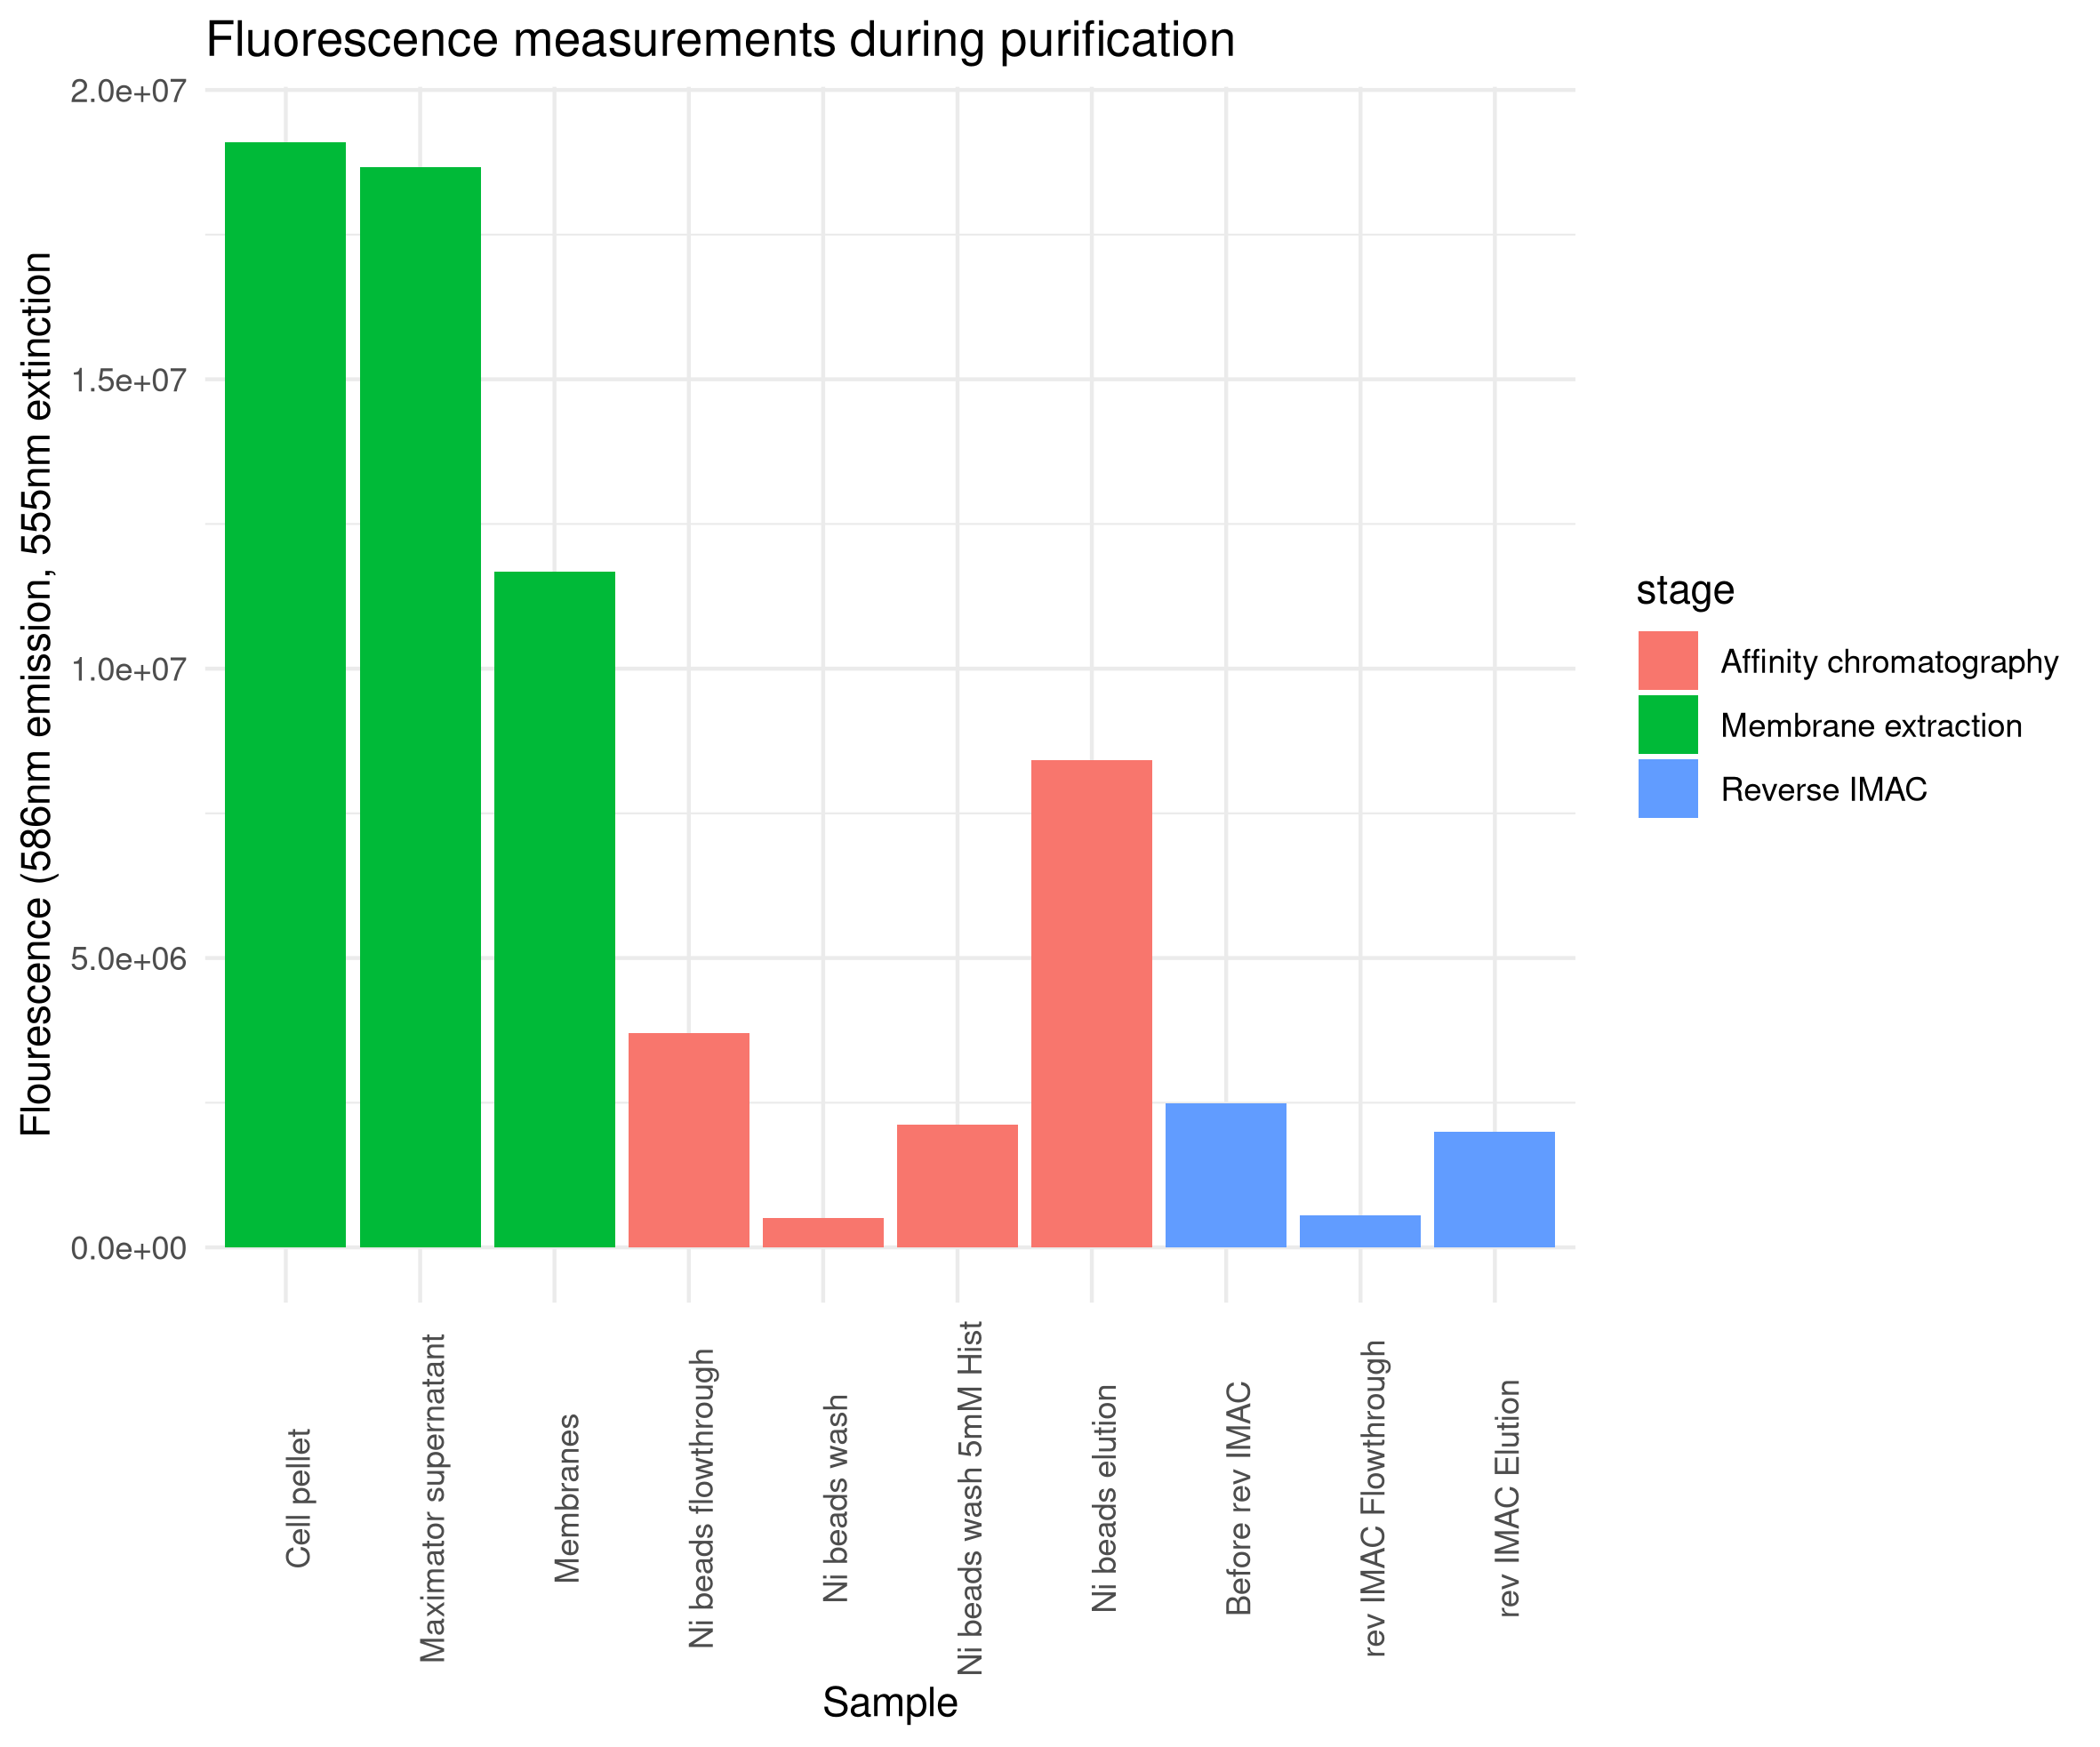 Fluorescence measurements during purification
Flourescence (586nm emission, 555nm extinction
2.0e+07
1.5e+07
1.0e+07
5.0e+06
0.0e+00
Cell pellet
Maximator supernatant
Membranes
Ni beads flowthrough
Ni beads wash
Ni beads wash 5mM Hist
Ni beads elution
Before rev IMAC
rev IMAC Flowthrough
rev IMAC Elution
Sample
stage
Affinity chromatography
Membrane extraction
Reverse IMAC